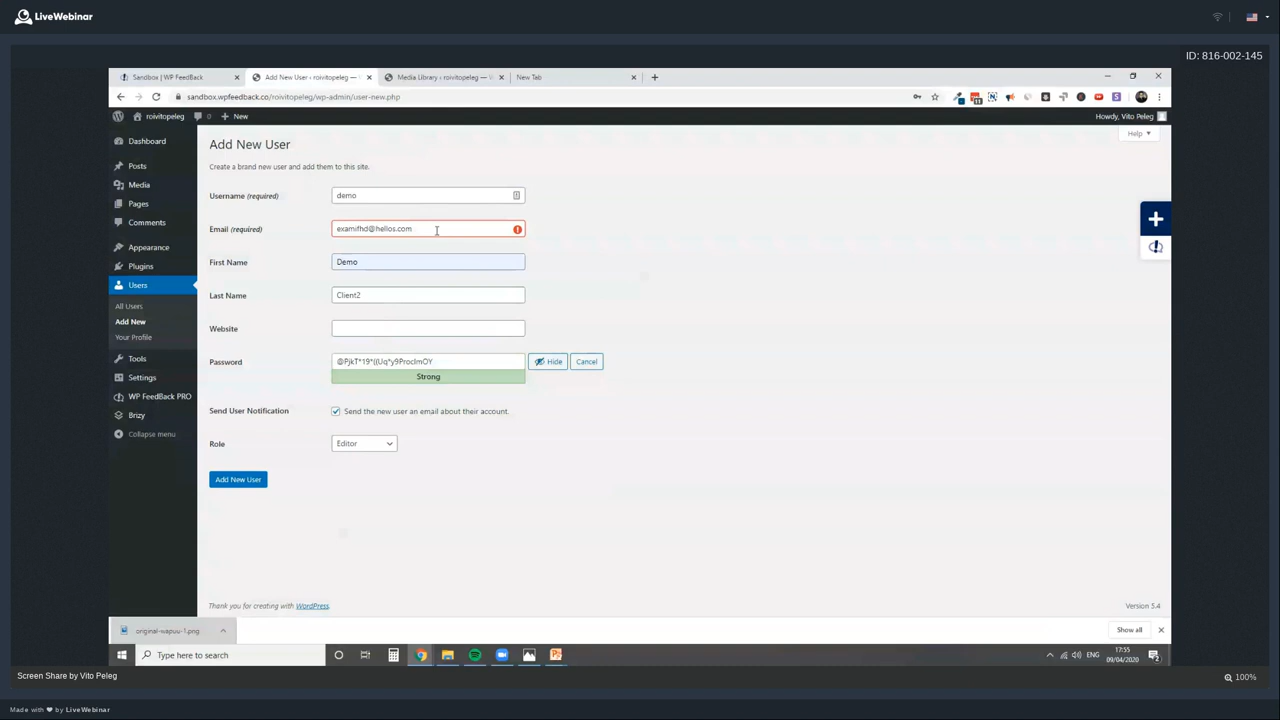 LiveWebinar
ID: 816-002-145
Sandbox | WP FeedBack
Add New User ‹ roivitopeleg — W
Media Library ‹ roivitopeleg — W
New Tab
sandbox.wpfeedback.co/roivitopeleg/wp-admin/user-new.php
roivitopeleg
0
New
Howdy, Vito Peleg
Dashboard
Posts
Media
Pages
Comments
Appearance
Plugins
Users
All Users
Add New
Your Profile
Tools
Settings
WP FeedBack PRO
Brizy
Collapse menu
Add New User
Help
Create a brand new user and add them to this site.
Username (required)
demo
Email (required)
Demo
First Name
Last Name
Client2
Website
Password
Hide
Cancel
Strong
Send User Notification
Send the new user an email about their account.
Role
Editor
Add New User
Thank you for creating with WordPress.
Version 5.4
original-wapuu-1.png
Show all
Type here to search
ENG
17:55
09/04/2020
Screen Share by Vito Peleg
100%
Made with ❤ by LiveWebinar